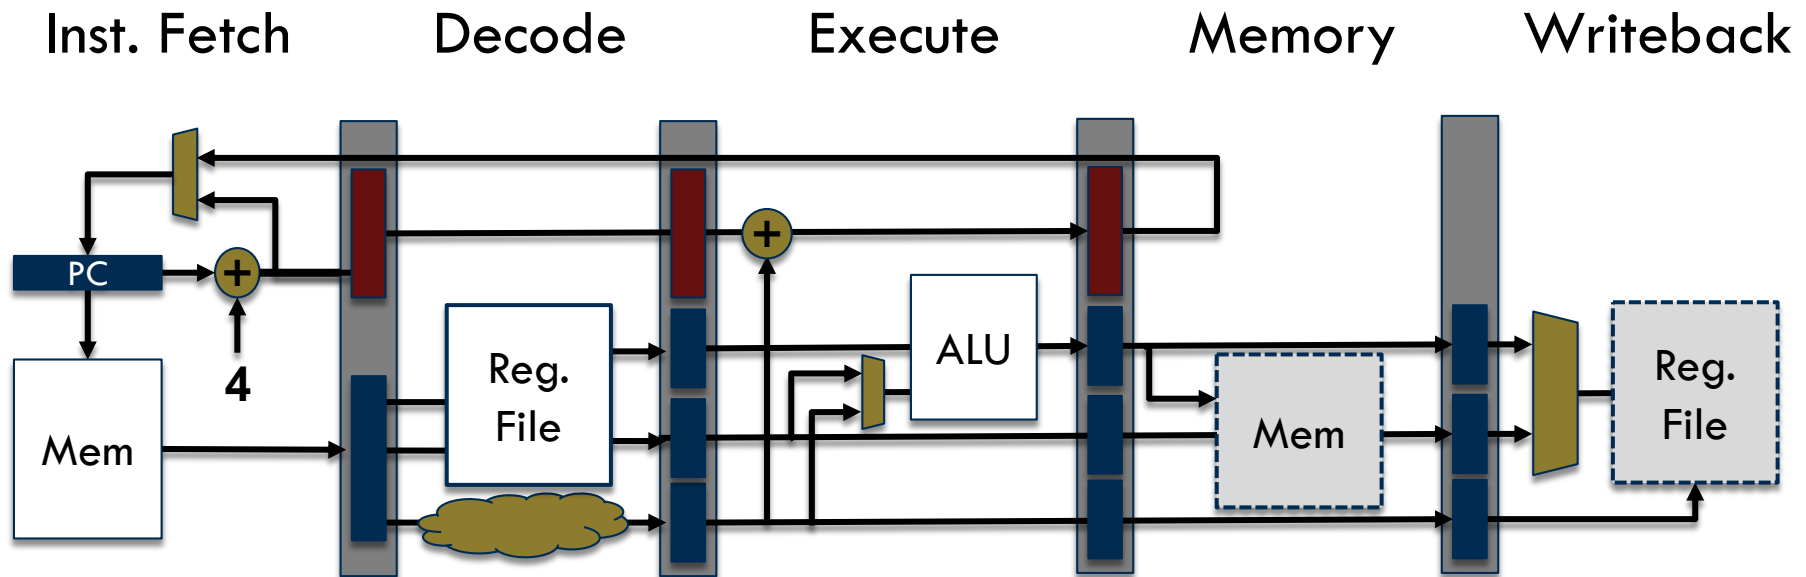 Inst. Fetch
Decode
Execute
Memory
Writeback
PC
+
+
4
Mem
Reg.
File
ALU
Mem
Reg.
File